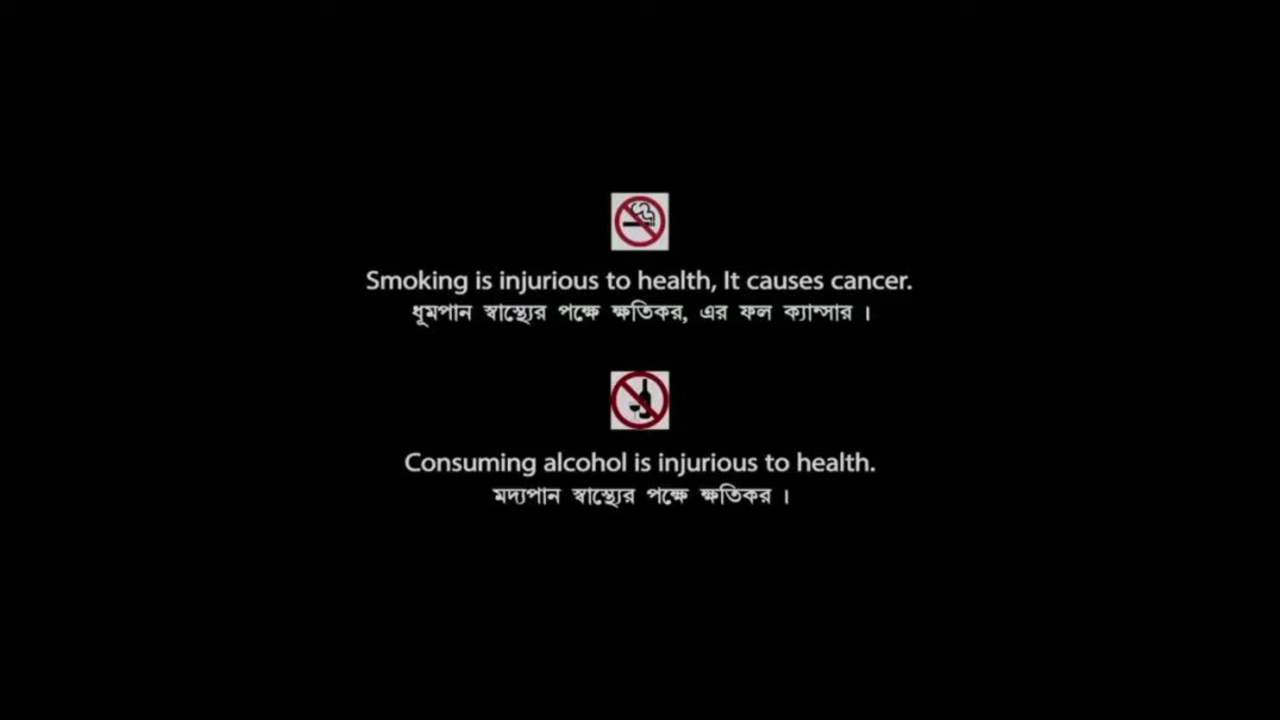 Smoking is injurious to health, It causes cancer.
ধূমপান স্বাস্থ্যের পক্ষে ক্ষতিকর, এর ফল ক্যান্সার ।
Consuming alcohol is injurious to health.
মদ্যপান স্বাস্থ্যের পক্ষে ক্ষতিকর ।